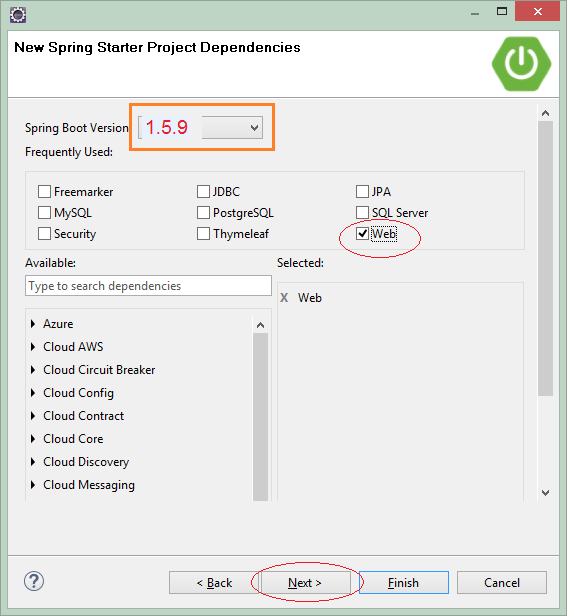 New Spring Starter Project Dependencies
Spring Boot Version: 1.5.9
Frequently Used:
Freemarker JDBC JPA
MySQL PostgreSQL SQL Server
Security Thymeleaf Web
Available: Selected:
Type to search dependencies
X Web
Azure
Cloud AWS
Cloud Circuit Breaker
Cloud Config
Cloud Contract
Cloud Core
Cloud Discovery
Cloud Messaging
? < Back Next > Finish Cancel